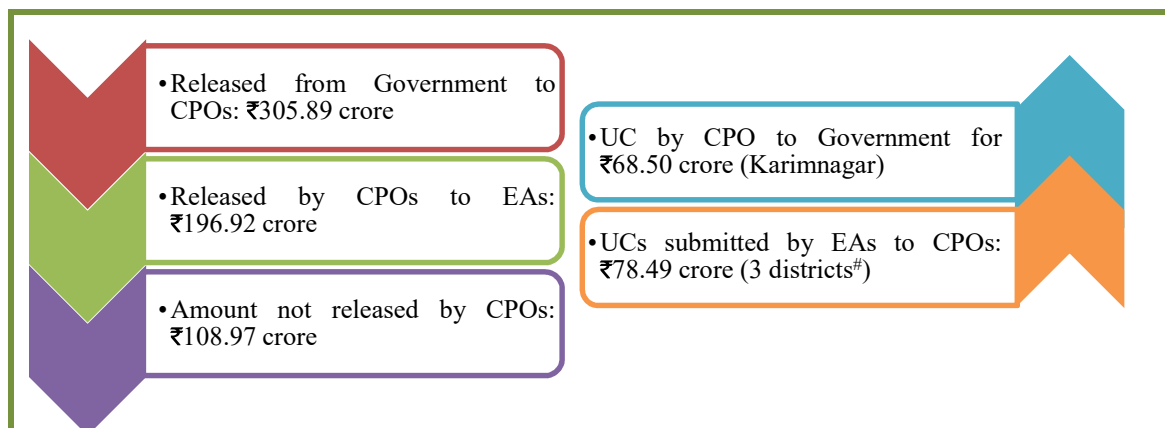 •Released from Government to
CPOs: ₹305.89 crore
•Released by CPOs to EAs:
₹196.92 crore
•Amount not released by CPOs:
₹108.97 crore
•UC by CPO to Government for
₹68.50 crore (Karimnagar)
•UCs submitted by EAs to CPOs:
₹78.49 crore (3 districts#)